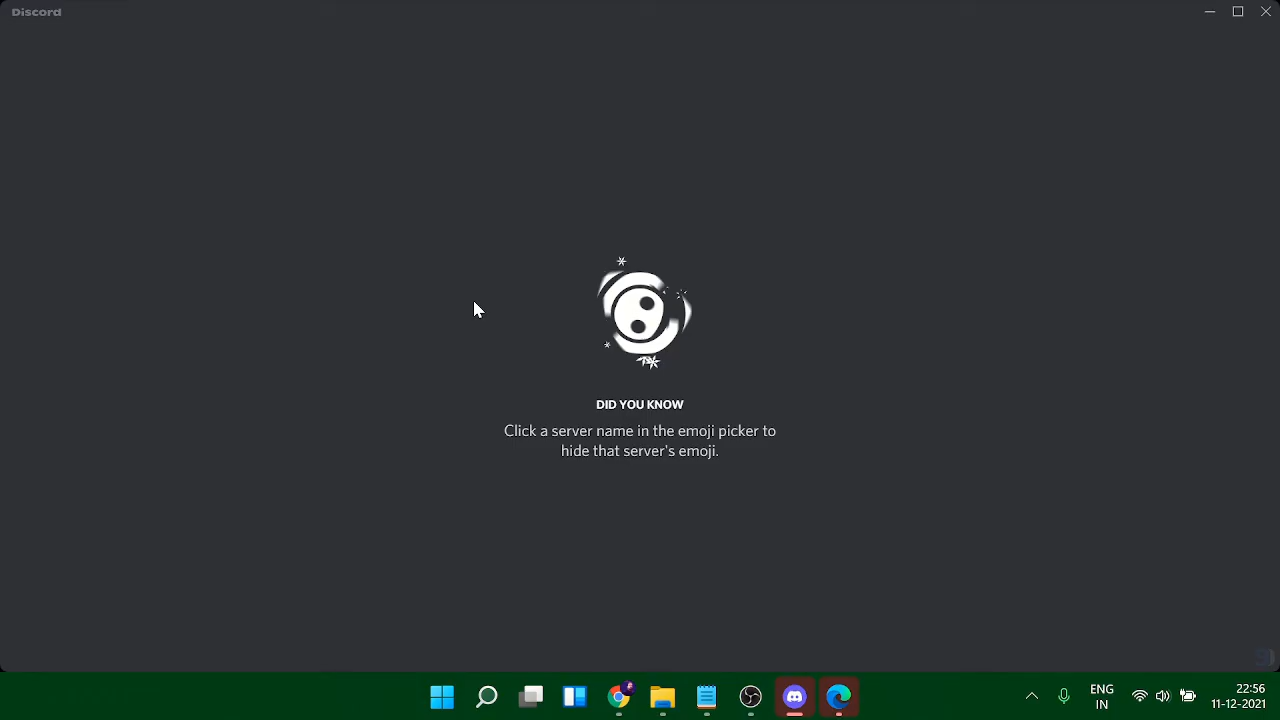 Discord
DID YOU KNOW
Click a server name in the emoji picker to
hide that server's emoji.
ENG
IN
22:56
11-12-2021